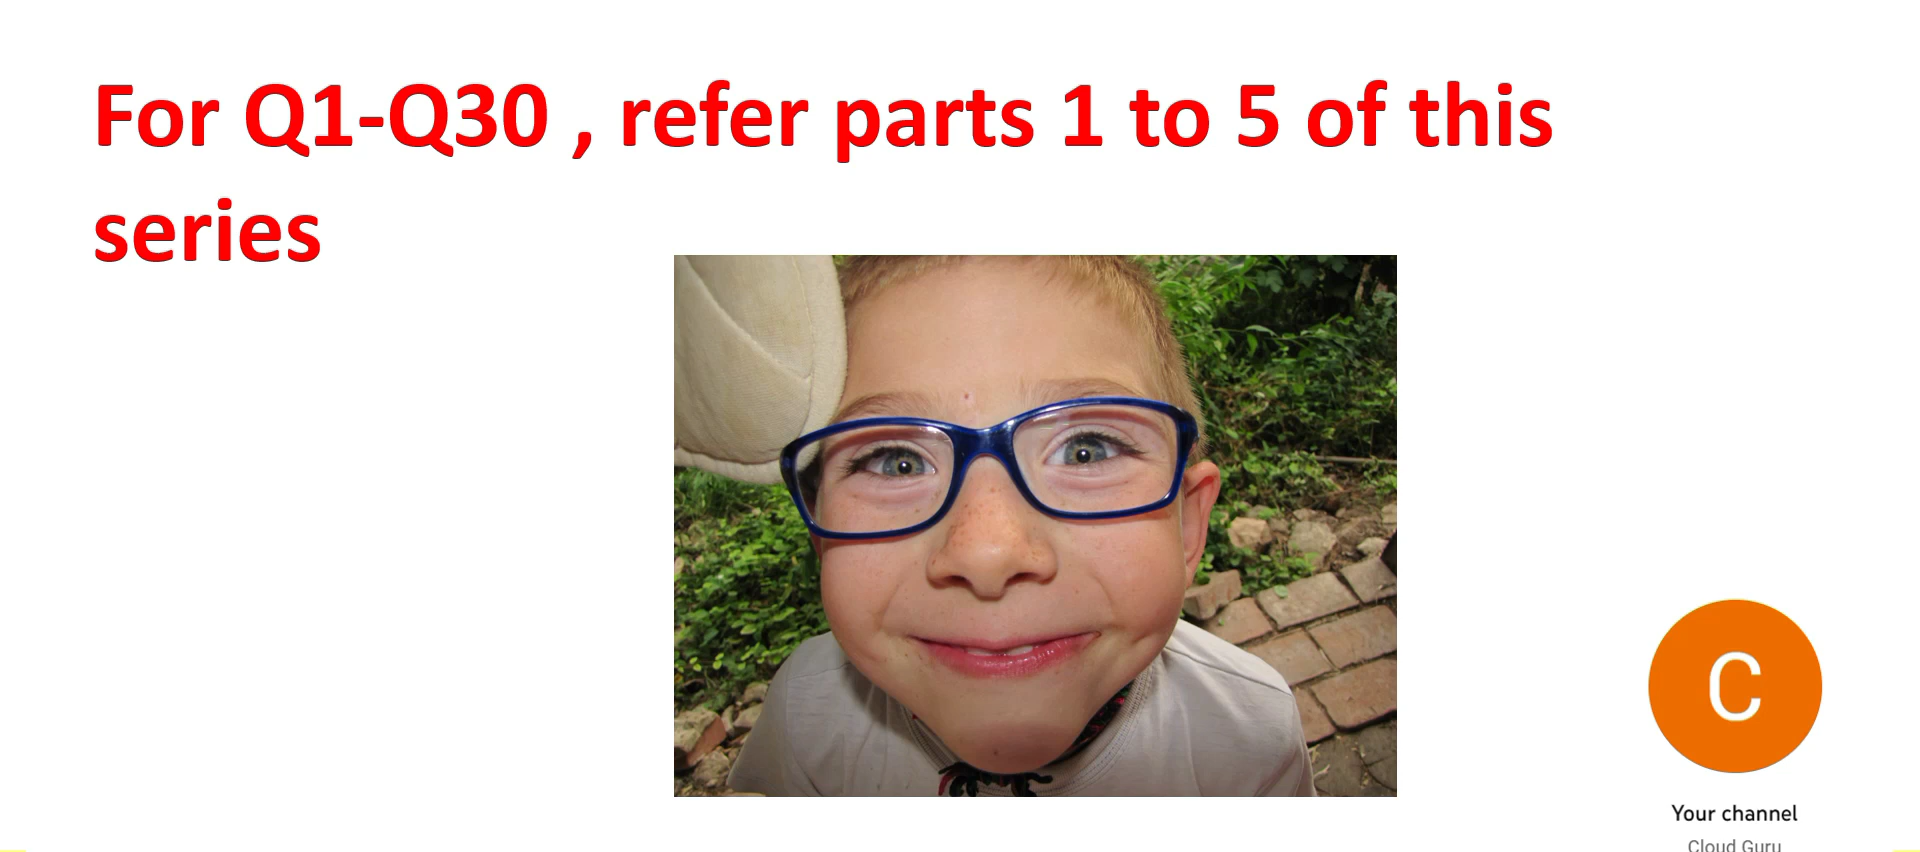 For Q1-Q30 , refer parts 1 to 5 of this
series
C
Your channel
Cloud Guru